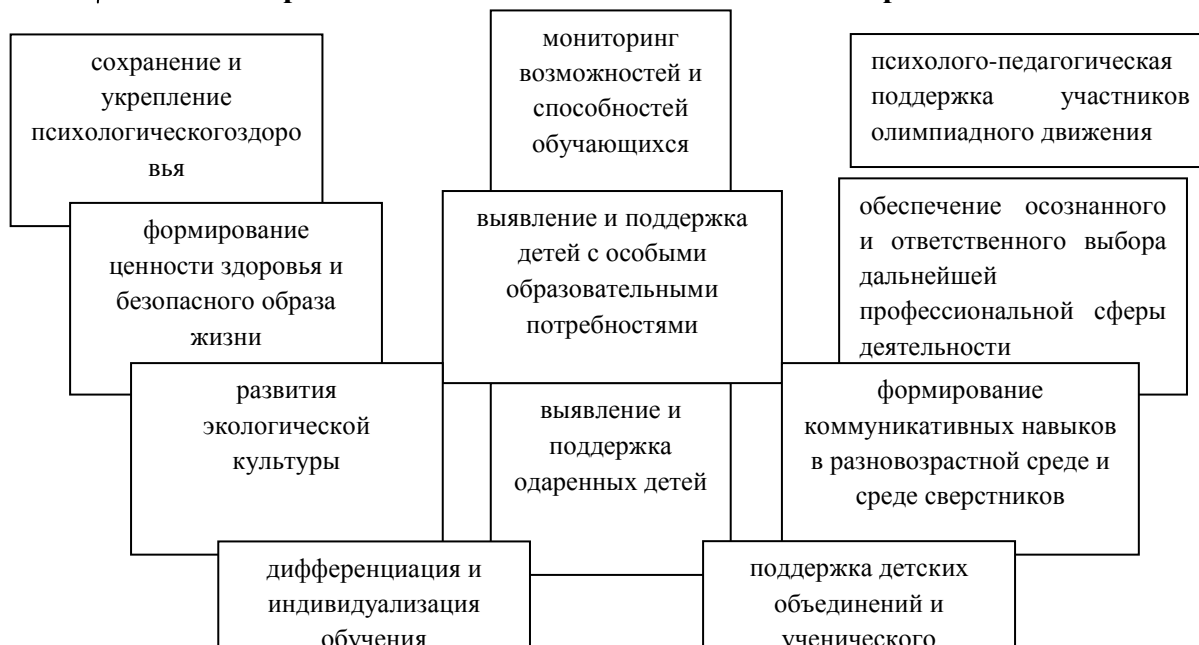 сохранение и
укрепление
психологическогоздоро
вья
мониторинг
возможностей и
способностей
обучающихся
психолого-педагогическая
поддержка участников
олимпиадного движения
формирование
ценности здоровья и
безопасного образа
жизни
выявление и поддержка
детей с особыми
образовательными
потребностями
обеспечение осознанного
и ответственного выбора
дальнейшей
профессиональной сферы
деятельности
развития
экологической
культуры
выявление и
поддержка
одаренных детей
формирование
коммуникативных навыков
в разновозрастной среде и
среде сверстников
дифференциация и
индивидуализация
обучения
поддержка детских
объединений и
ученического